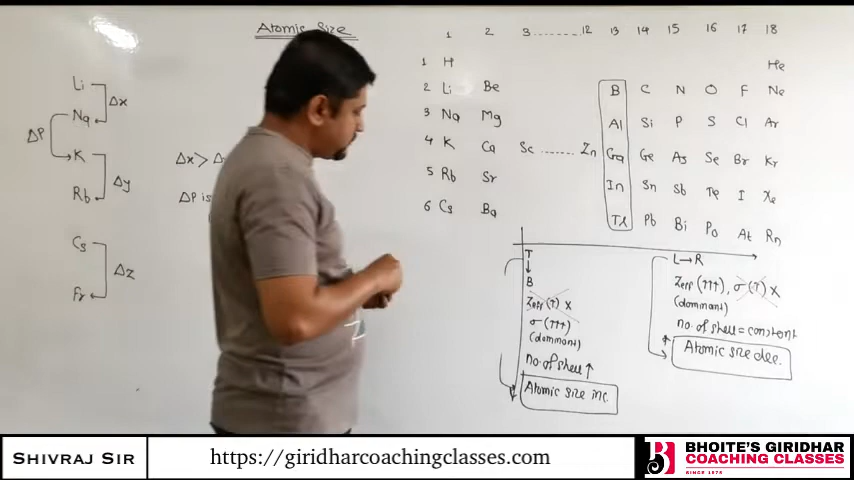 Atomic Size
1 2 3........... 12 13 14 15 16 17 18
1 H He
2 Li Be B C N O F Ne
3 Na Mg Al Si P S Cl Ar
4 K Ca Sc ........... Zn Ga Ge As Se Br Kr
5 Rb Sr In Sn Sb Te I Xe
6 Cs Ba Tl Pb Bi Po At Rn
Li
Na
Δx
ΔP
K
Rb
Δy
Cs
Fr
Δz
Δx > Δ
ΔP is
T
↓
B
Zeff (↑) x
σ (↑↑↑)
(dominant)
no. of shell ↑
Atomic size inc.
L → R
Zeff (↑↑↑), σ (↑) x
(dominant)
no. of shell = constant
Atomic size dec.
SHIVRAJ SIR
https://giridharcoachingclasses.com
BHOITE'S GIRIDHAR
COACHING CLASSES
SINCE 1975